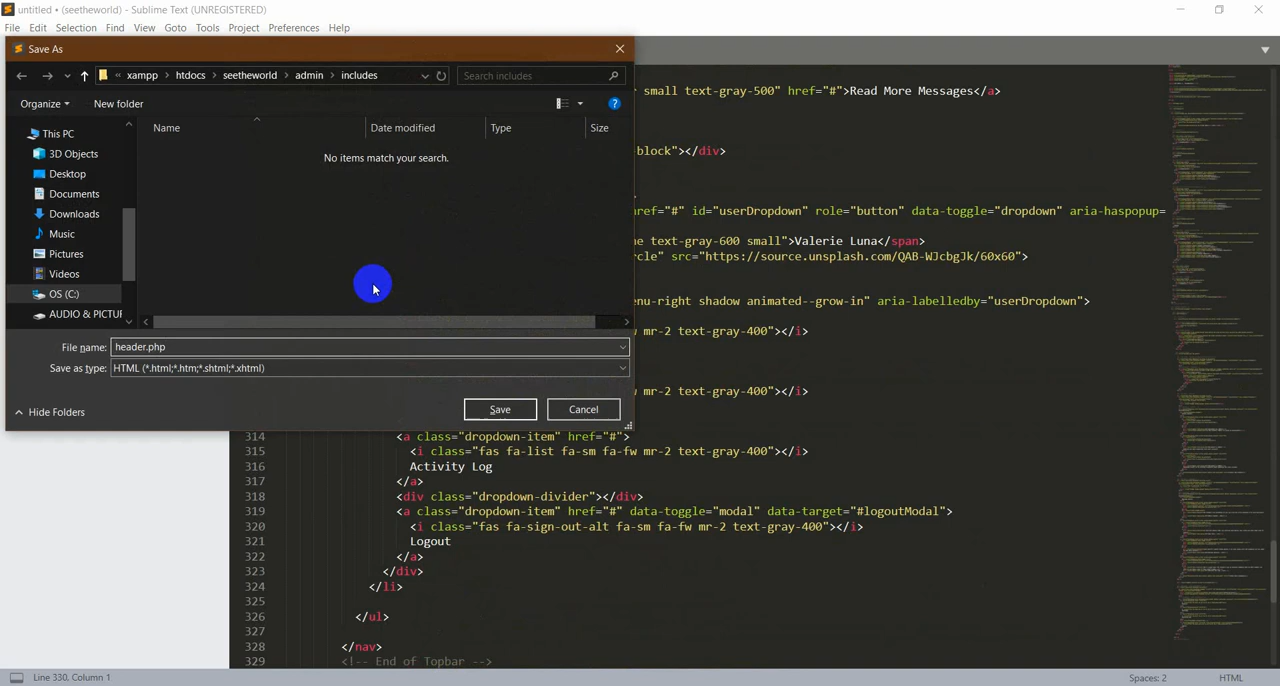 untitled • (seetheworld) - Sublime Text (UNREGISTERED)
File Edit Selection Find View Goto Tools Project Preferences Help
Save As
« xampp > htdocs > seetheworld > admin > includes
Search includes
Organize
New folder
Name
Date modified
Type
Size
No items match your search.
This PC
3D Objects
Desktop
Documents
Downloads
Music
Pictures
Videos
OS (C:)
AUDIO & PICTUR
File name: header.php
Save as type: HTML (*.html;*.htm;*.shtml;*.xhtml)
Hide Folders
Save
Cancel
r small text-gray-500" href="#">Read More Messages</a>
block"></div>
href="#" id="userDropdown" role="button" data-toggle="dropdown" aria-haspopup=
ne text-gray-600 small">Valerie Luna</span>
rcle" src="https://source.unsplash.com/QAB-WJcbgJk/60x60">
nu-right shadow animated--grow-in" aria-labelledby="userDropdown">
mr-2 text-gray-400"></i>
mr-2 text-gray-400"></i>
314 <a class="dropdown-item" href="#">
315 <i class="fas fa-list fa-sm fa-fw mr-2 text-gray-400"></i>
316 Activity Log
317 </a>
318 <div class="dropdown-divider"></div>
319 <a class="dropdown-item" href="#" data-toggle="modal" data-target="#logoutModal">
320 <i class="fas fa-sign-out-alt fa-sm fa-fw mr-2 text-gray-400"></i>
321 Logout
322 </a>
323 </div>
324 </li>
325
326 </ul>
327
328 </nav>
329 <!-- End of Topbar -->
Line 330, Column 1
Spaces: 2
HTML